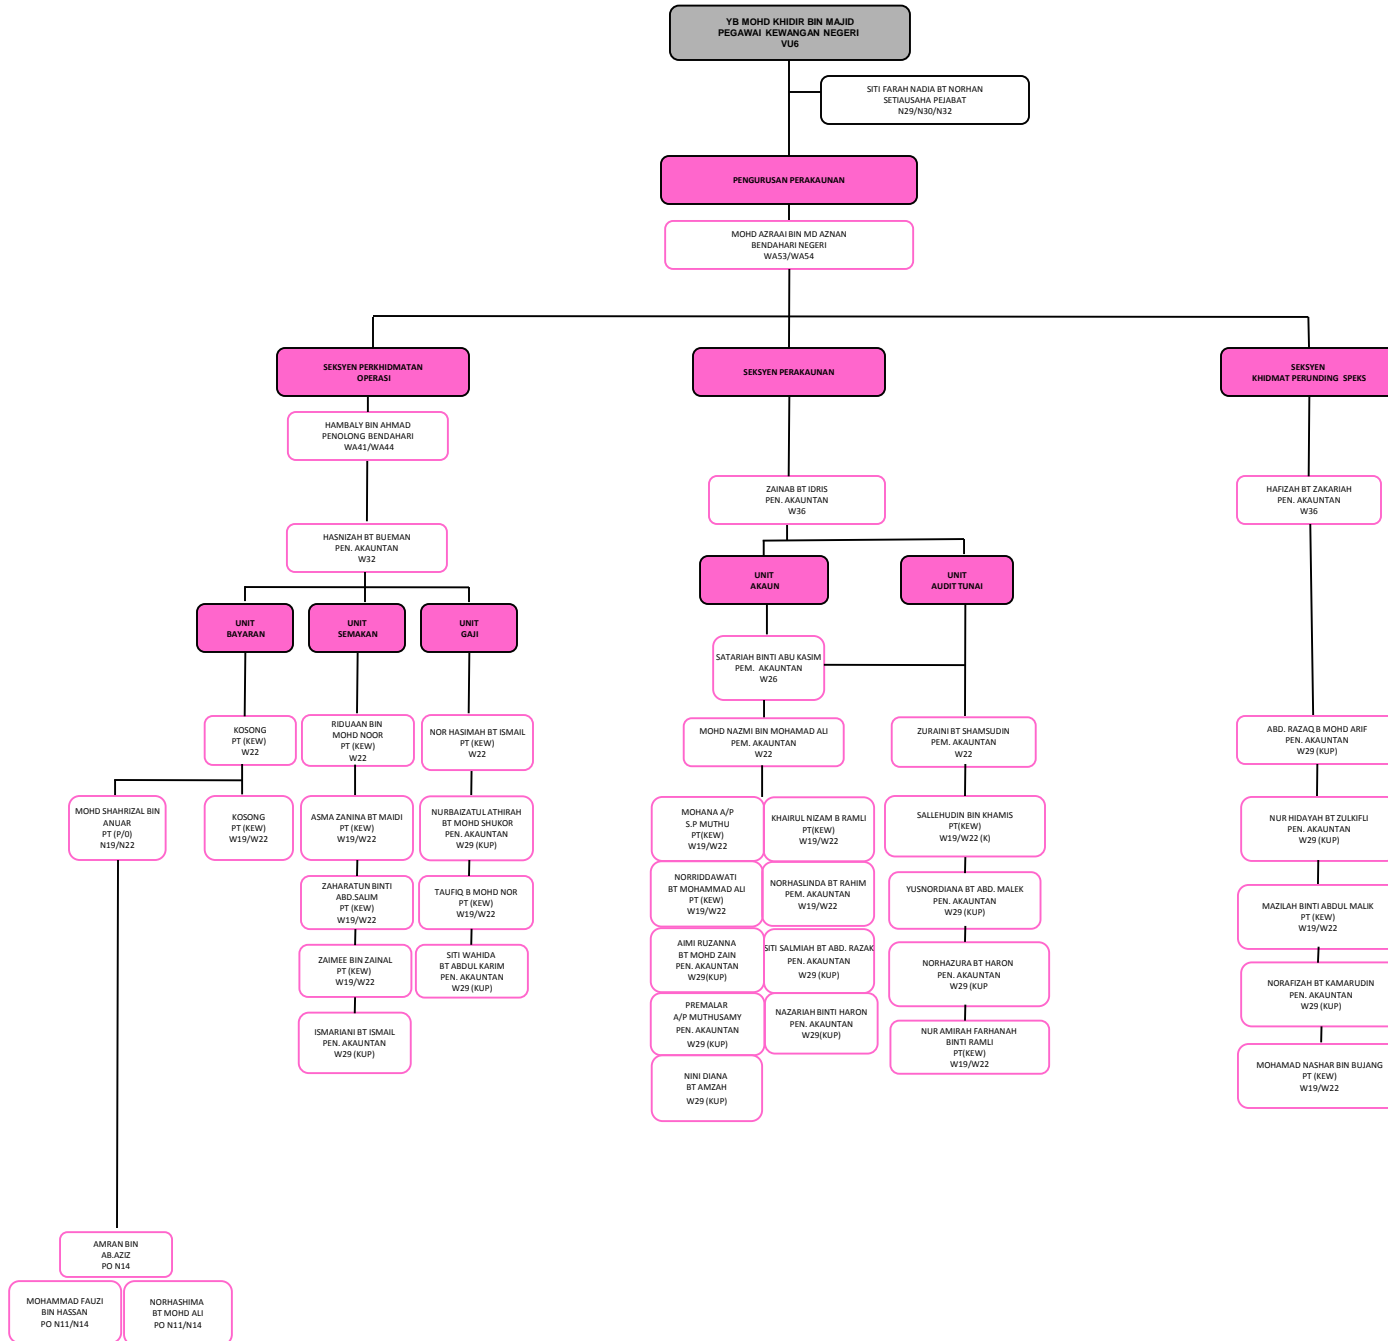 YB MOHD KHIDIR BIN MAJID
PEGAWAI KEWANGAN NEGERI
VU6
SITI FARAH NADIA BT NORHAN
SETIAUSAHA PEJABAT
N29/N30/N32
PENGURUSAN PERAKAUNAN
MOHD AZRAAI BIN MD AZNAN
BENDAHARI NEGERI
WA53/WA54
SEKSYEN PERKHIDMATAN
OPERASI
HAMBALY BIN AHMAD
PENOLONG BENDAHARI
WA41/WA44
HASNIZAH BT BUEMAN
PEN. AKAUNTAN
W32
UNIT
BAYARAN
KOSONG
PT (KEW)
W22
MOHD SHAHRIZAL BIN
ANUAR
PT (P/0)
N19/N22
KOSONG
PT (KEW)
W19/W22
AMRAN BIN
AB.AZIZ
PO N14
MOHAMMAD FAUZI
BIN HASSAN
PO N11/N14
NORHASHIMA
BT MOHD ALI
PO N11/N14
UNIT
SEMAKAN
RIDUAAN BIN
MOHD NOOR
PT (KEW)
W22
ASMA ZANINA BT MAIDI
PT (KEW)
W19/W22
ZAHARATUN BINTI
ABD.SALIM
PT (KEW)
W19/W22
ZAIMEE BIN ZAINAL
PT (KEW)
W19/W22
ISMARIANI BT ISMAIL
PEN. AKAUNTAN
W29 (KUP)
UNIT
GAJI
NOR HASIMAH BT ISMAIL
PT (KEW)
W22
NURBAIZATUL ATHIRAH
BT MOHD SHUKOR
PEN. AKAUNTAN
W29 (KUP)
TAUFIQ B MOHD NOR
PT (KEW)
W19/W22
SITI WAHIDA
BT ABDUL KARIM
PEN. AKAUNTAN
W29 (KUP)
SEKSYEN PERAKAUNAN
ZAINAB BT IDRIS
PEN. AKAUNTAN
W36
UNIT
AKAUN
SATARIAH BINTI ABU KASIM
PEM. AKAUNTAN
W26
MOHD NAZMI BIN MOHAMAD ALI
PEM. AKAUNTAN
W22
MOHANA A/P
S.P MUTHU
PT(KEW)
W19/W22
NORRIDDAWATI
BT MOHAMMAD ALI
PT (KEW)
W19/W22
AIMI RUZANNA
BT MOHD ZAIN
PEN. AKAUNTAN
W29(KUP)
PREMALAR
A/P MUTHUSAMY
PEN. AKAUNTAN
W29 (KUP)
NINI DIANA
BT AMZAH
W29 (KUP)
KHAIRUL NIZAM B RAMLI
PT(KEW)
W19/W22
NORHASLINDA BT RAHIM
PEM. AKAUNTAN
W19/W22
SITI SALMIAH BT ABD. RAZAK
PEN. AKAUNTAN
W29 (KUP)
NAZARIAH BINTI HARON
PEN. AKAUNTAN
W29(KUP)
UNIT
AUDIT TUNAI
ZURAINI BT SHAMSUDIN
PEM. AKAUNTAN
W22
SALLEHUDIN BIN KHAMIS
PT(KEW)
W19/W22 (K)
YUSNORDIANA BT ABD. MALEK
PEN. AKAUNTAN
W29 (KUP)
NORHAZURA BT HARON
PEN. AKAUNTAN
W29 (KUP
NUR AMIRAH FARHANAH
BINTI RAMLI
PT(KEW)
W19/W22
SEKSYEN
KHIDMAT PERUNDING SPEKS
HAFIZAH BT ZAKARIAH
PEN. AKAUNTAN
W36
ABD. RAZAQ B MOHD ARIF
PEN. AKAUNTAN
W29 (KUP)
NUR HIDAYAH BT ZULKIFLI
PEN. AKAUNTAN
W29 (KUP)
MAZILAH BINTI ABDUL MALIK
PT (KEW)
W19/W22
NORAFIZAH BT KAMARUDIN
PEN. AKAUNTAN
W29 (KUP)
MOHAMAD NASHAR BIN BUJANG
PT (KEW)
W19/W22